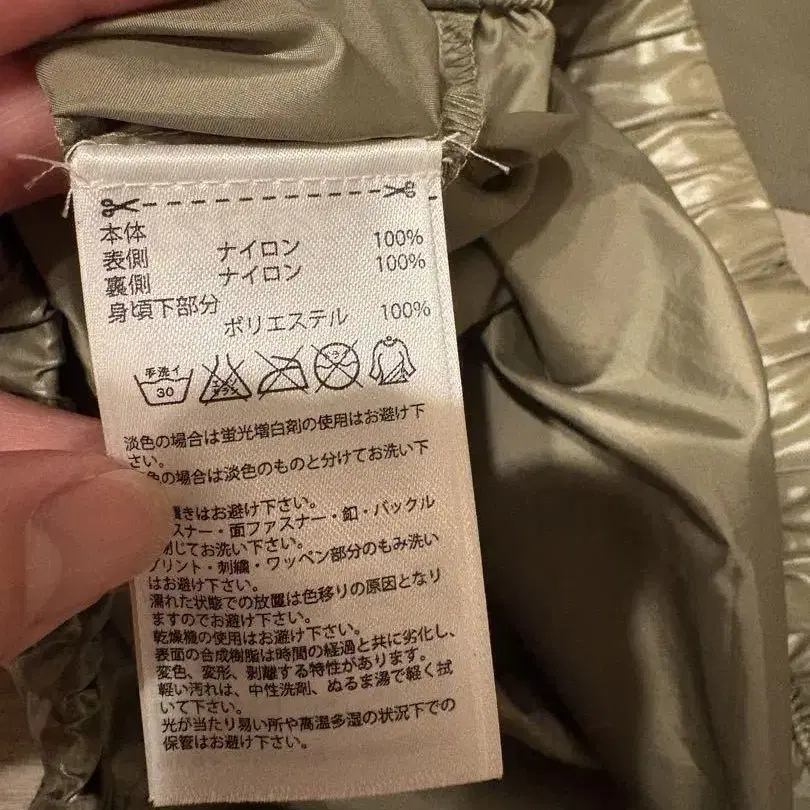 本体
表側 ナイロン 100%
裏側 ナイロン 100%
身頃下部分
ポリエステル 100%
手洗イ
30
エンソ サラシ
淡色の場合は蛍光増白剤の使用はお避け下
さい。
色の場合は淡色のものと分けてお洗い下
置きはお避け下さい。
スナー・面ファスナー・釦・バックル
閉じてお洗い下さい。
プリント・刺繍・ワッペン部分のもみ洗い
はお避け下さい。
濡れた状態での放置は色移りの原因となり
ますのでお避け下さい。
乾燥機の使用はお避け下さい。
表面の合成樹脂は時間の経過と共に劣化し、
変色、変形、剥離する特性があります。
軽い汚れは、中性洗剤、ぬるま湯で軽く拭
いて下さい。
光が当たり易い所や高温多湿の状況下での
保管はお避け下さい。